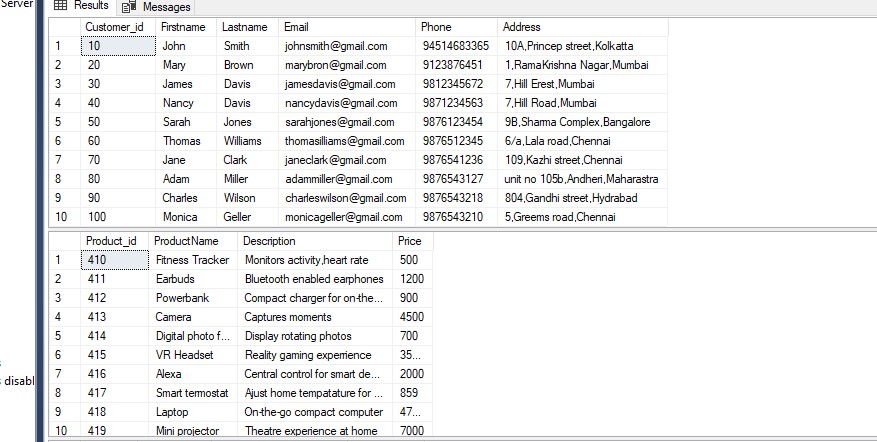 Server
Results Messages
Customer_id Firstname Lastname Email Phone Address
1 10 John Smith johnsmith@gmail.com 94514683365 10A,Princep street,Kolkatta
2 20 Mary Brown marybron@gmail.com 9123876451 1,RamaKrishna Nagar,Mumbai
3 30 James Davis jamesdavis@gmail.com 9812345672 7,Hill Erest,Mumbai
4 40 Nancy Davis nancydavis@gmail.com 9871234563 7,Hill Road,Mumbai
5 50 Sarah Jones sarahjones@gmail.com 9876123454 9B,Sharma Complex,Bangalore
6 60 Thomas Williams thomasilliams@gmail.com 9876512345 6/a,Lala road,Chennai
7 70 Jane Clark janeclark@gmail.com 9876541236 109,Kazhi street,Chennai
8 80 Adam Miller adammiller@gmail.com 9876543127 unit no 105b,Andheri,Maharastra
9 90 Charles Wilson charleswilson@gmail.com 9876543218 804,Gandhi street,Hydrabad
10 100 Monica Geller monicageller@gmail.com 9876543210 5,Greems road,Chennai
Product_id ProductName Description Price
1 410 Fitness Tracker Monitors activity,heart rate 500
2 411 Earbuds Bluetooth enabled earphones 1200
3 412 Powerbank Compact charger for on-the... 900
4 413 Camera Captures moments 4500
5 414 Digital photo f... Display rotating photos 700
6 415 VR Headset Reality gaming experience 35...
7 416 Alexa Central control for smart de... 2000
disabl
8 417 Smart termostat Ajust home tempatature for ... 859
9 418 Laptop On-the-go compact computer 47...
10 419 Mini projector Theatre experience at home 7000